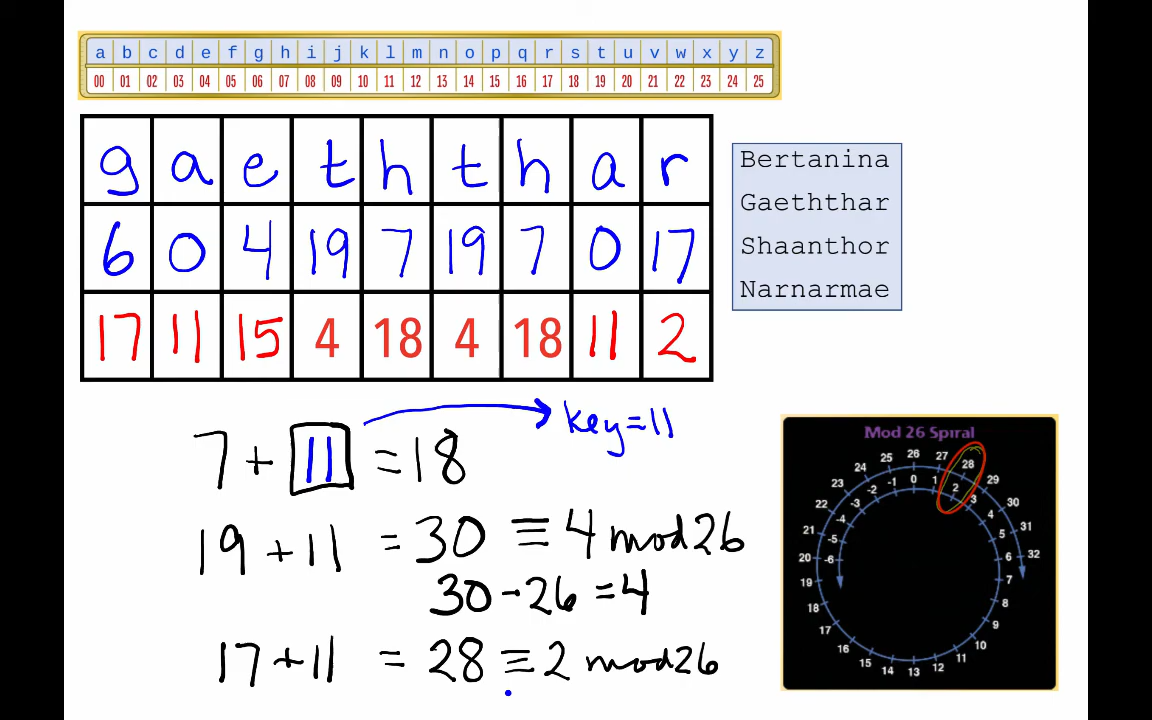 a b c d e f g h i j k l m n o p q r s t u v w x y z
00 01 02 03 04 05 06 07 08 09 10 11 12 13 14 15 16 17 18 19 20 21 22 23 24 25
g a e t h t h a r
6 0 4 19 7 19 7 0 17
17 11 15 4 18 4 18 11 2
Bertanina
Gaeththar
Shaanthor
Narnarmae
key=11
7 + 11 = 18
19 + 11 = 30 ≡ 4 mod 26
30 - 26 = 4
17 + 11 = 28 ≡ 2 mod 26
Mod 26 Spiral
-6 -5 -4 -3 -2 -1 0 1 2 3 4 5 6 7 8 9 10 11 12 13 14 15 16 17 18 19 20 21 22 23 24 25 26 27 28 29 30 31 32